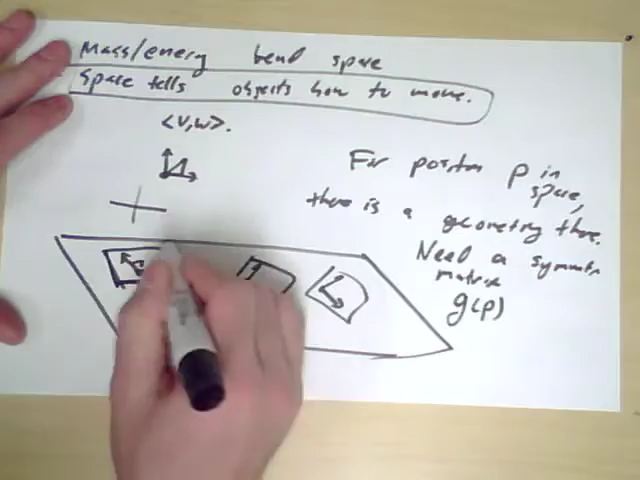 Mass/energy bend space
Space tells objects how to move.
<v,w>.
For position p in
space,
there is a geometry there.
Need a symmetric
matrix
g(p)